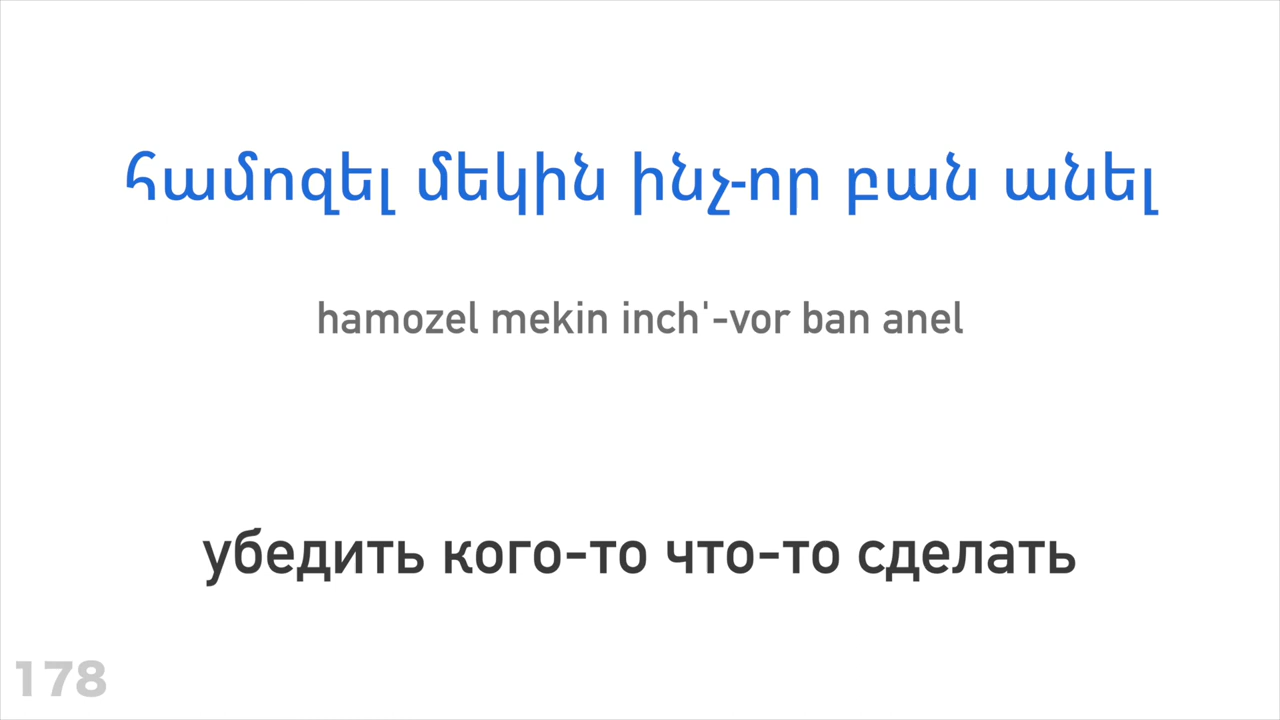 համոզել մեկին ինչ-որ բան անել
hamozel mekin inch'-vor ban anel
убедить кого-то что-то сделать
178